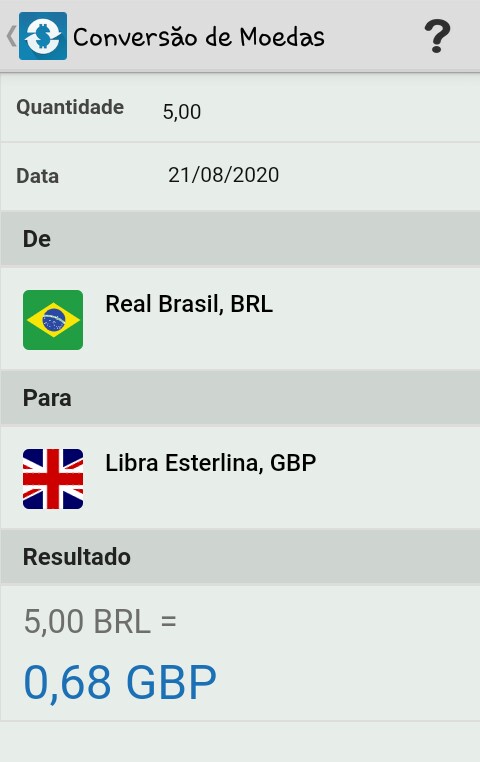 Conversão de Moedas ?
Quantidade 5,00
Data 21/08/2020
De
Real Brasil, BRL
Para
Libra Esterlina, GBP
Resultado
5,00 BRL =
0,68 GBP